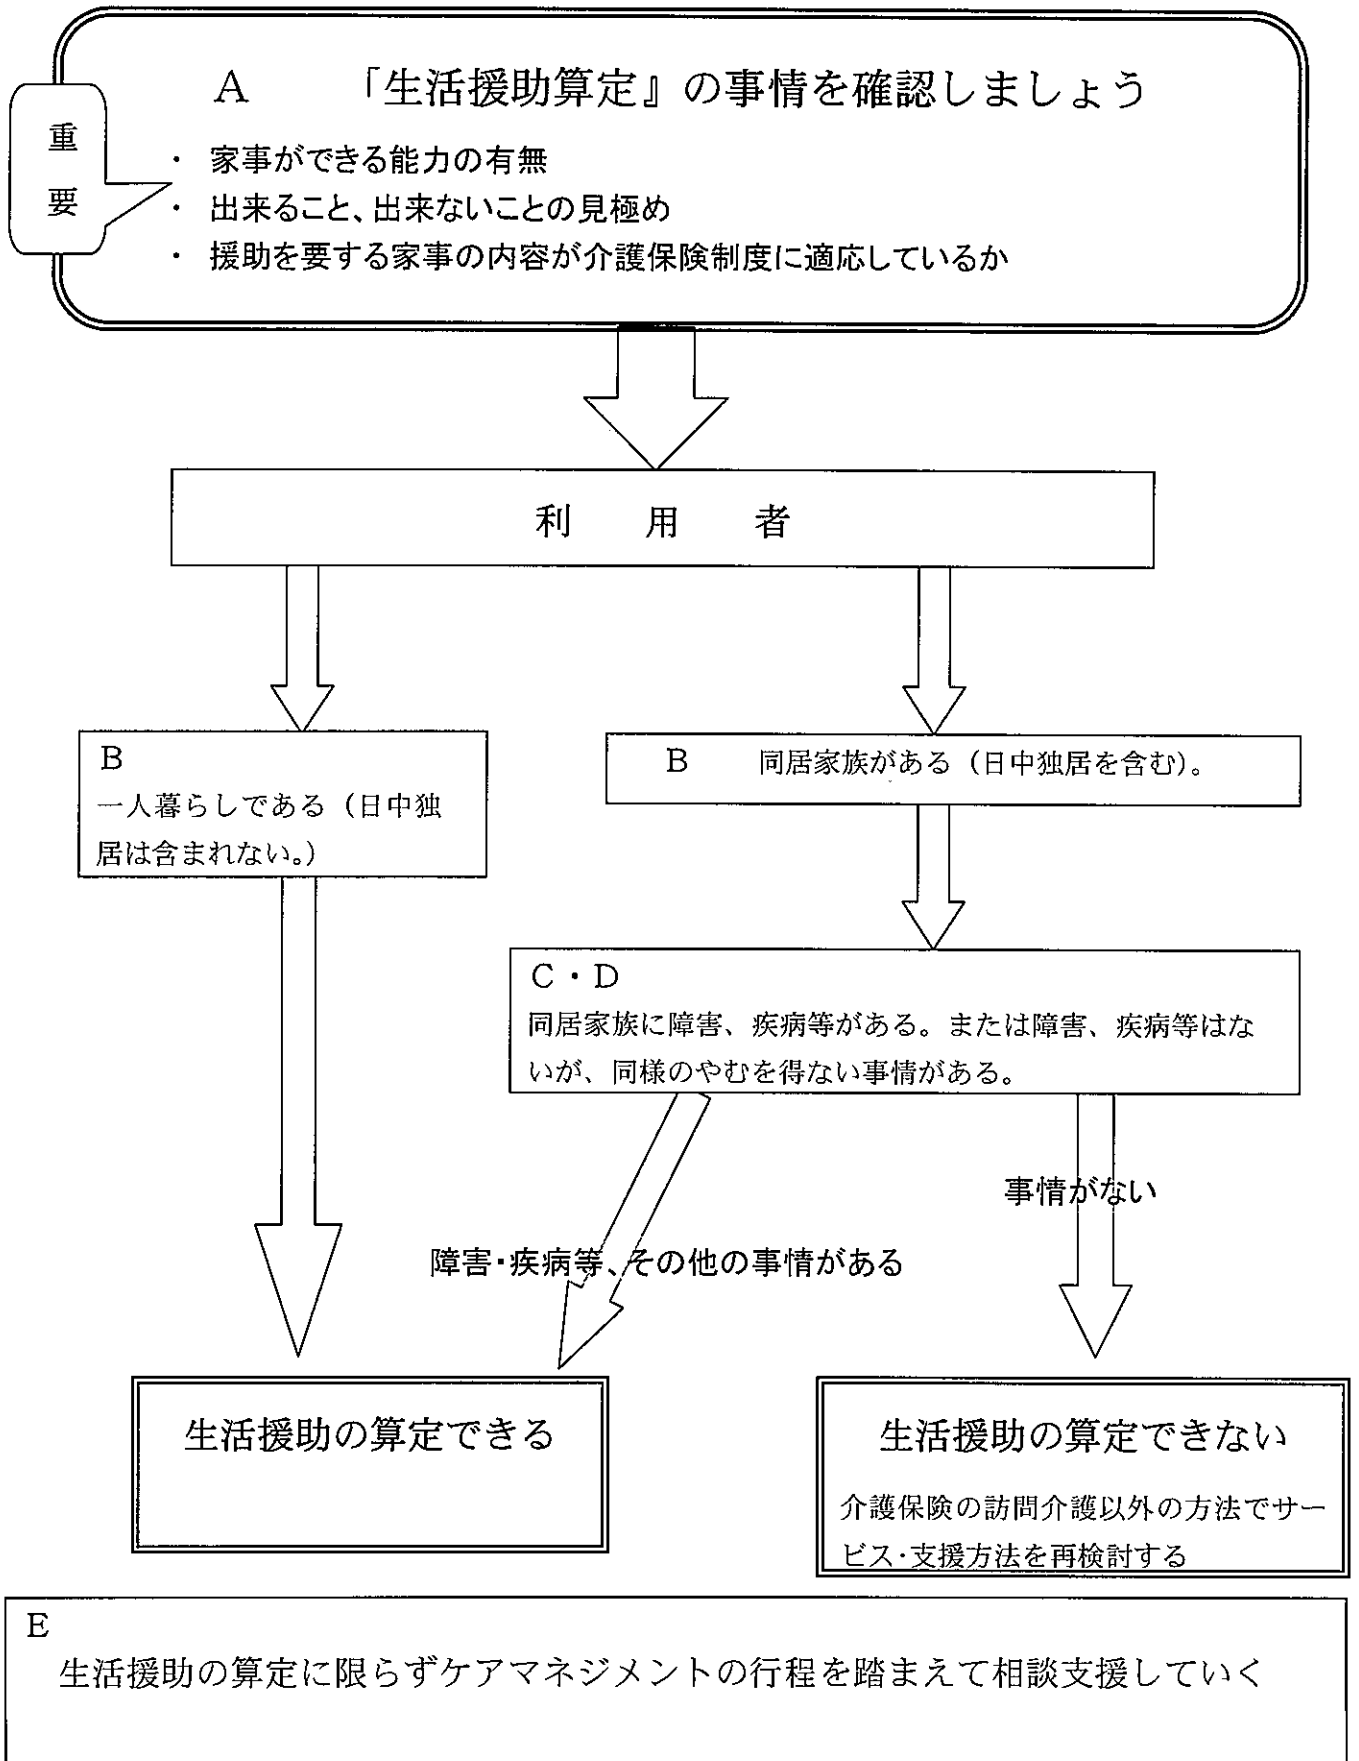 A 「生活援助算定』の事情を確認しましょう
重要
・ 家事ができる能力の有無
・ 出来ること、出来ないことの見極め
・ 援助を要する家事の内容が介護保険制度に適応しているか
利 用 者
B
一人暮らしである（日中独
居は含まれない。）
B 同居家族がある（日中独居を含む）。
C・D
同居家族に障害、疾病等がある。または障害、疾病等はな
いが、同様のやむを得ない事情がある。
事情がない
障害・疾病等、その他の事情がある
生活援助の算定できる
生活援助の算定できない
介護保険の訪問介護以外の方法でサー
ビス・支援方法を再検討する
E
生活援助の算定に限らずケアマネジメントの行程を踏まえて相談支援していく